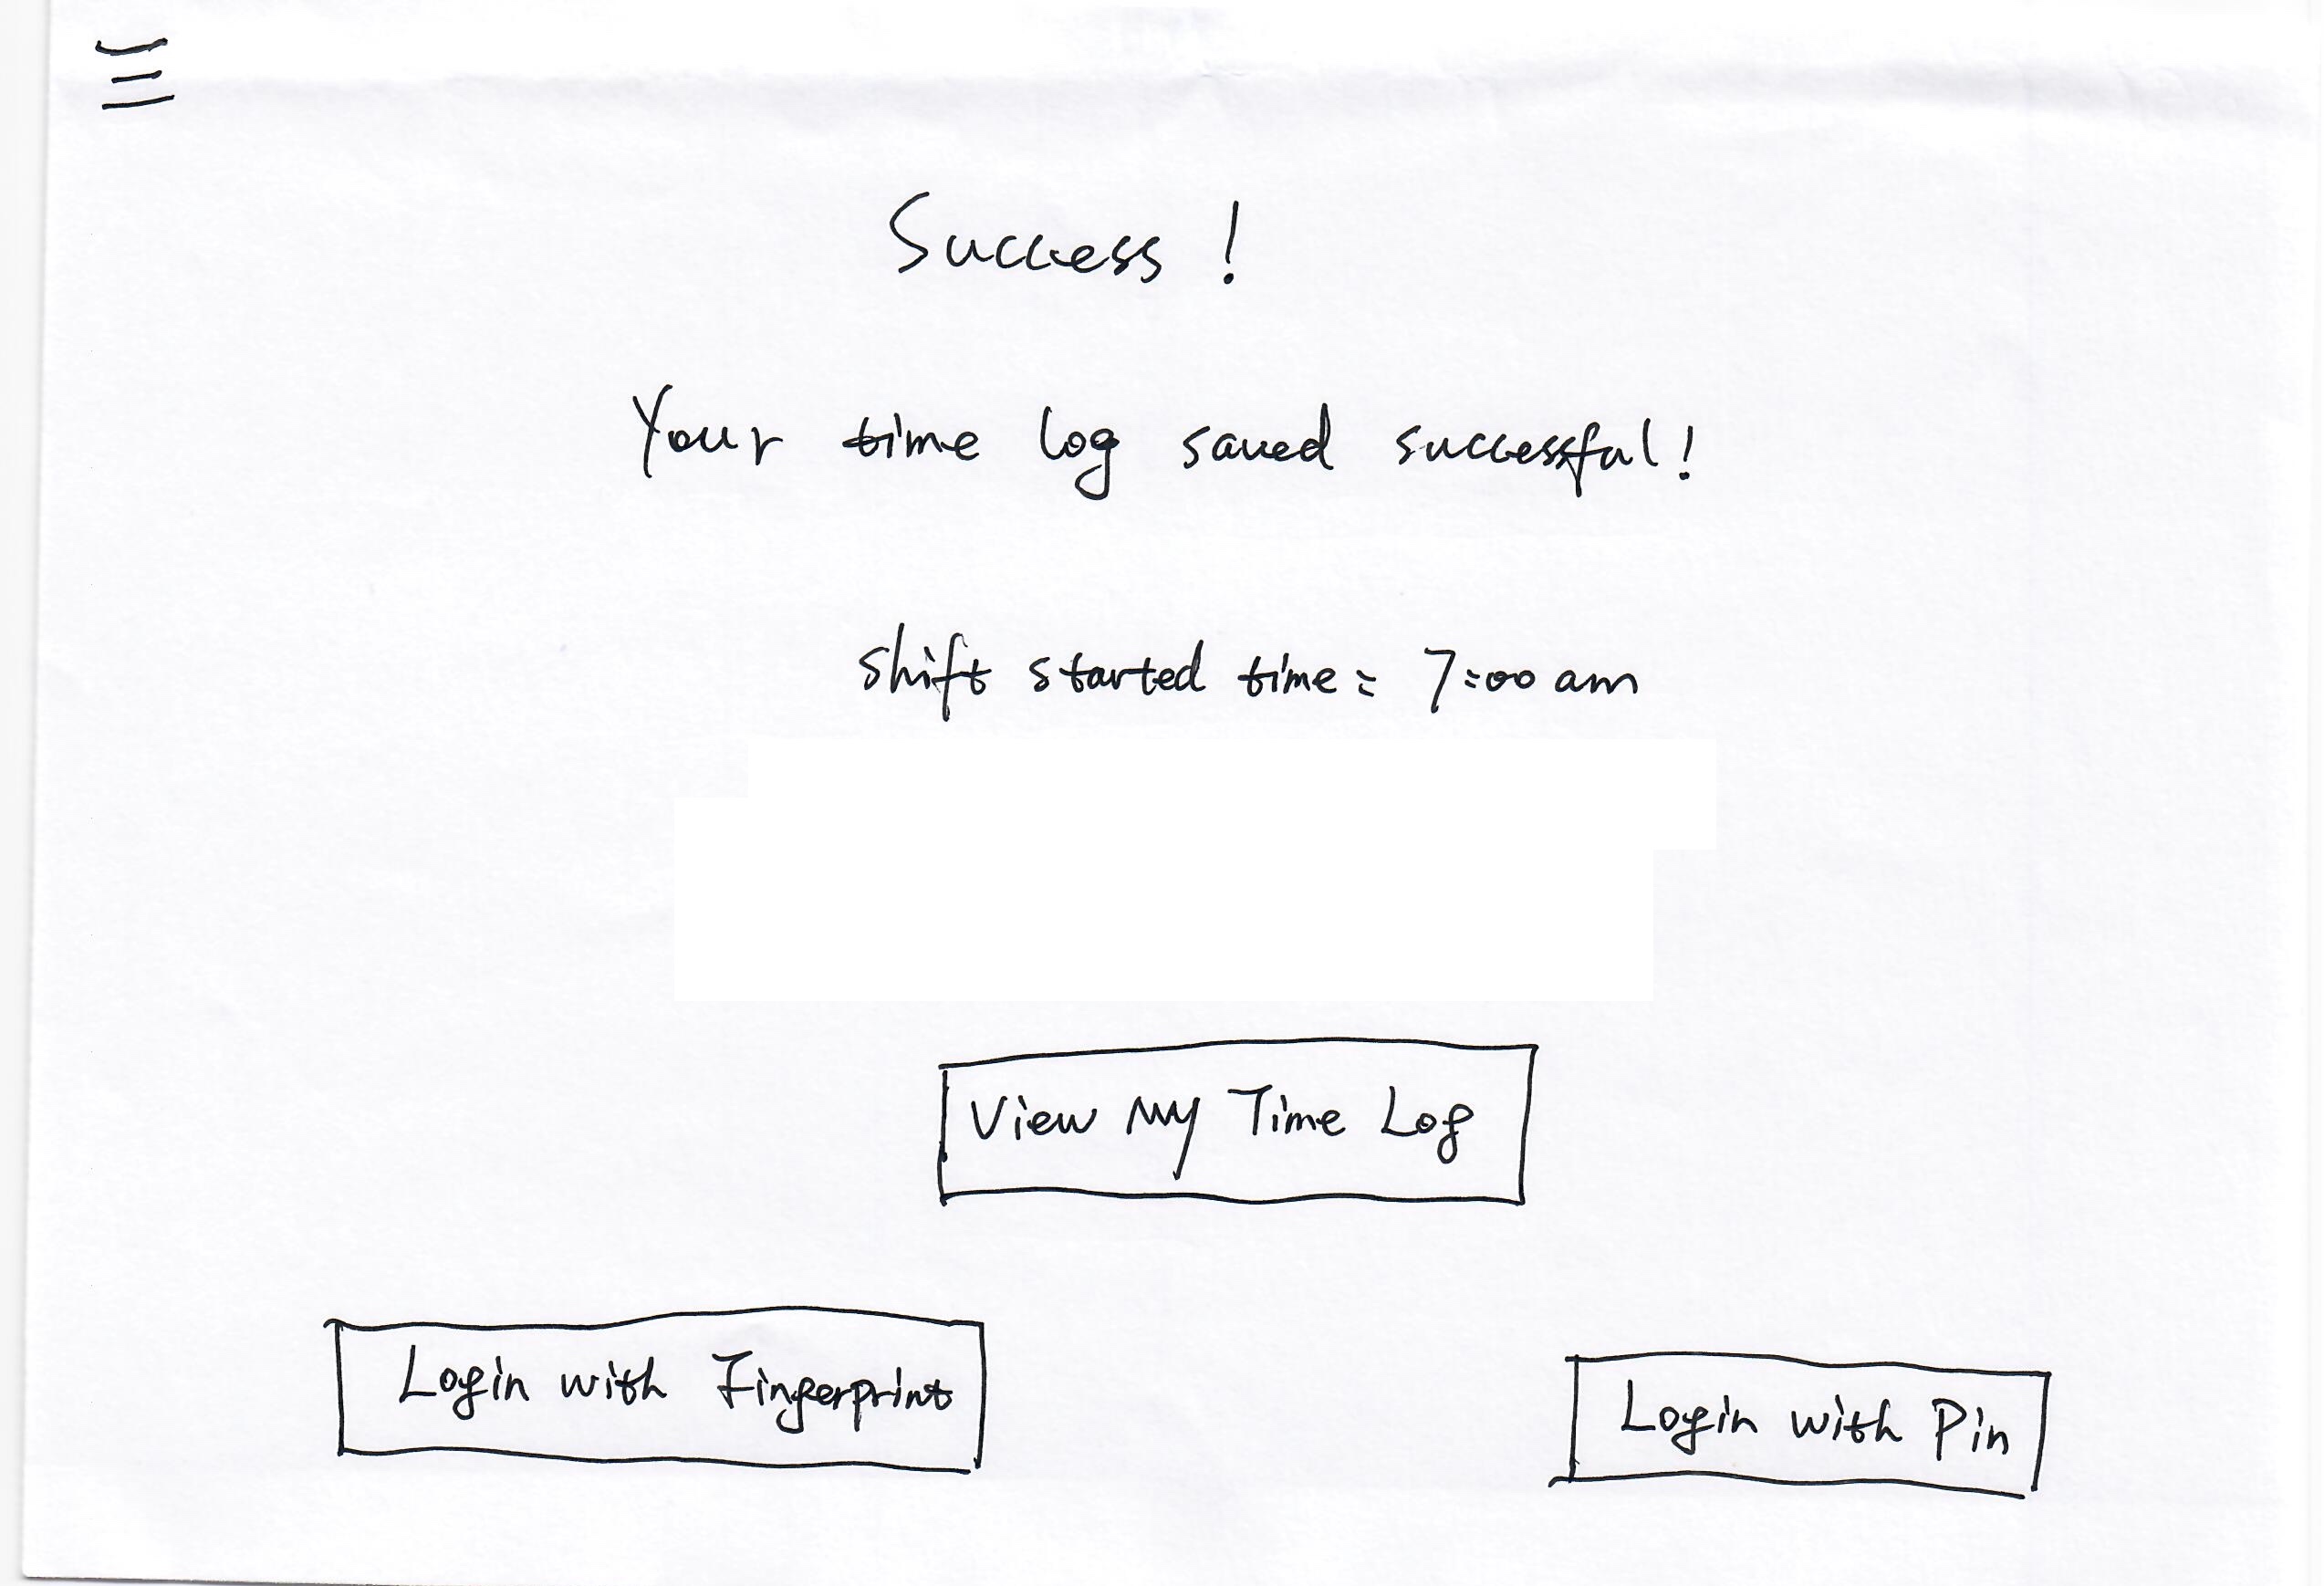 Success !
Your time log saved successful!
shift started time: 7:00 am
View My Time Log
Login with Fingerprint
Login with Pin